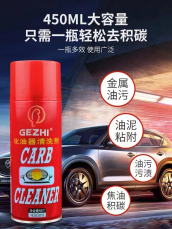 450ML大容量
只需一瓶轻松去积碳
一瓶多效 使用广泛
金属
油污
油泥
粘附
油污
污渍
焦油
积碳
GEZHI
化油器清洗剂
CARB
CLEANER